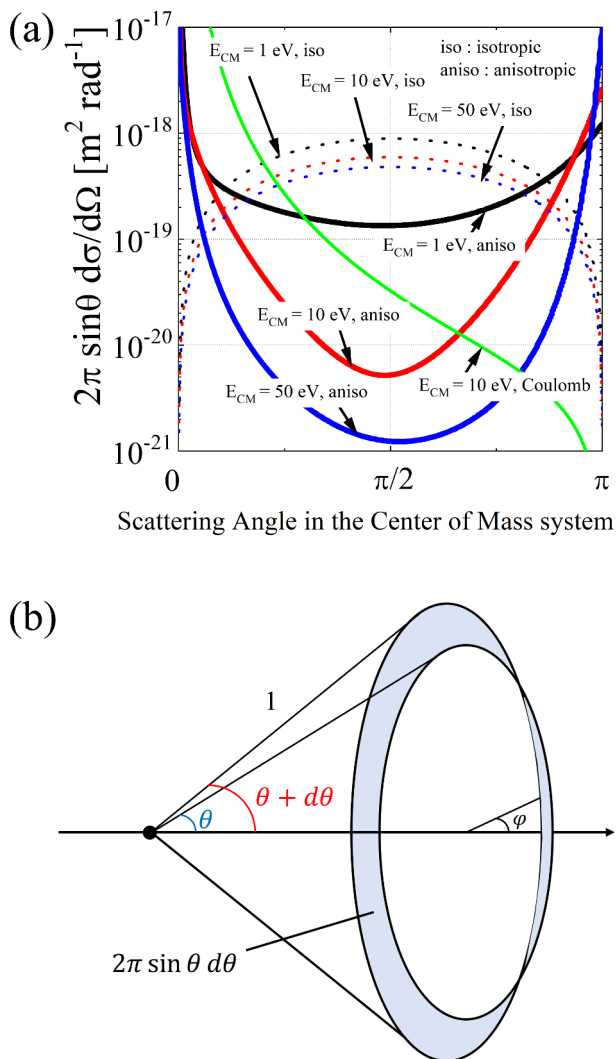 (a)
2π sinθ dσ/dΩ [m² rad⁻¹]
10⁻¹⁷
10⁻¹⁸
10⁻¹⁹
10⁻²⁰
10⁻²¹
E_CM = 1 eV, iso
iso : isotropic
aniso : anisotropic
E_CM = 10 eV, iso
E_CM = 50 eV, iso
E_CM = 1 eV, aniso
E_CM = 10 eV, aniso
E_CM = 50 eV, aniso
E_CM = 10 eV, Coulomb
0 π/2 π
Scattering Angle in the Center of Mass system
(b)
1
θ + dθ
θ
φ
2π sin θ dθ